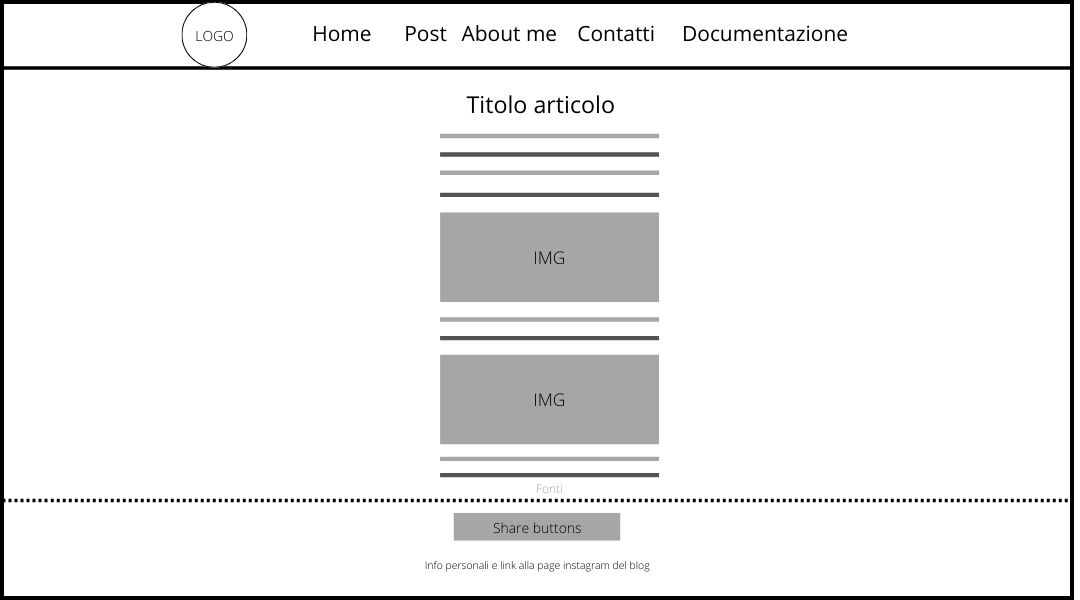 LOGO Home Post About me Contatti Documentazione
Titolo articolo
IMG
IMG
Fonti
Share buttons
Info personali e link alla page instagram del blog